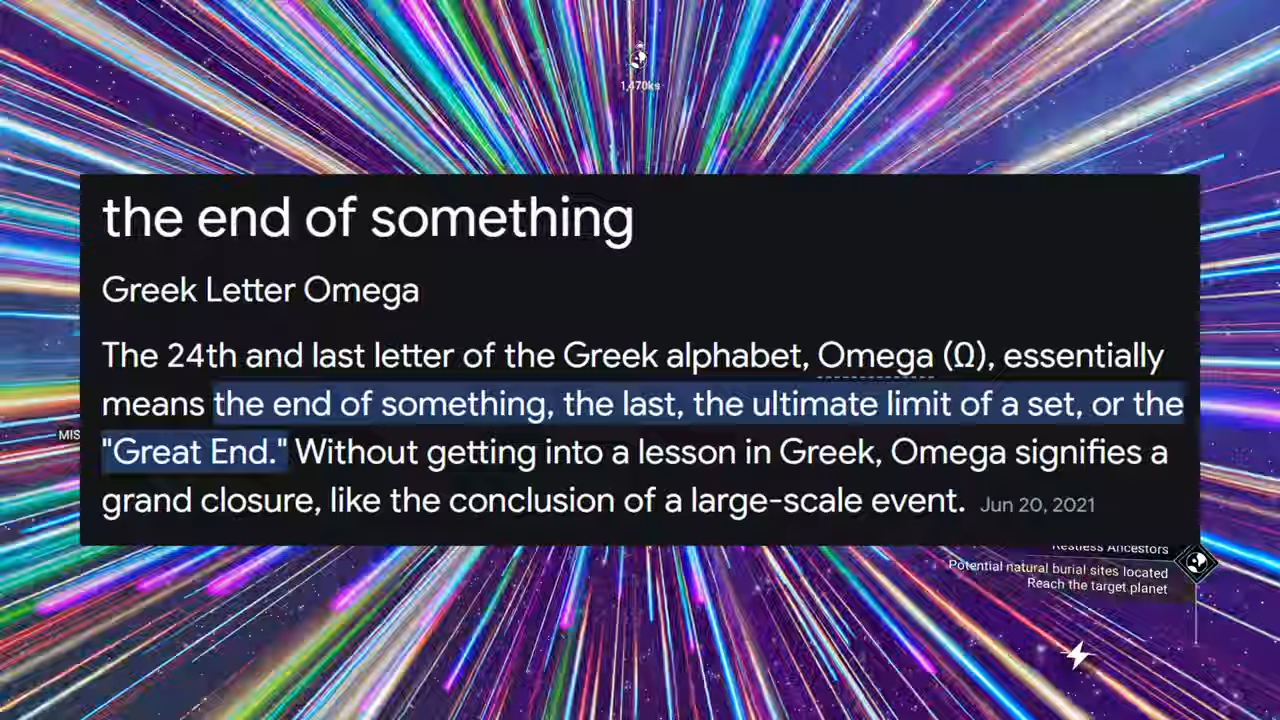 1,470ks
the end of something
Greek Letter Omega
The 24th and last letter of the Greek alphabet, Omega (Ω), essentially
means the end of something, the last, the ultimate limit of a set, or the
"Great End." Without getting into a lesson in Greek, Omega signifies a
grand closure, like the conclusion of a large-scale event. Jun 20, 2021
MIS
Restless Ancestors
Potential natural burial sites located
Reach the target planet